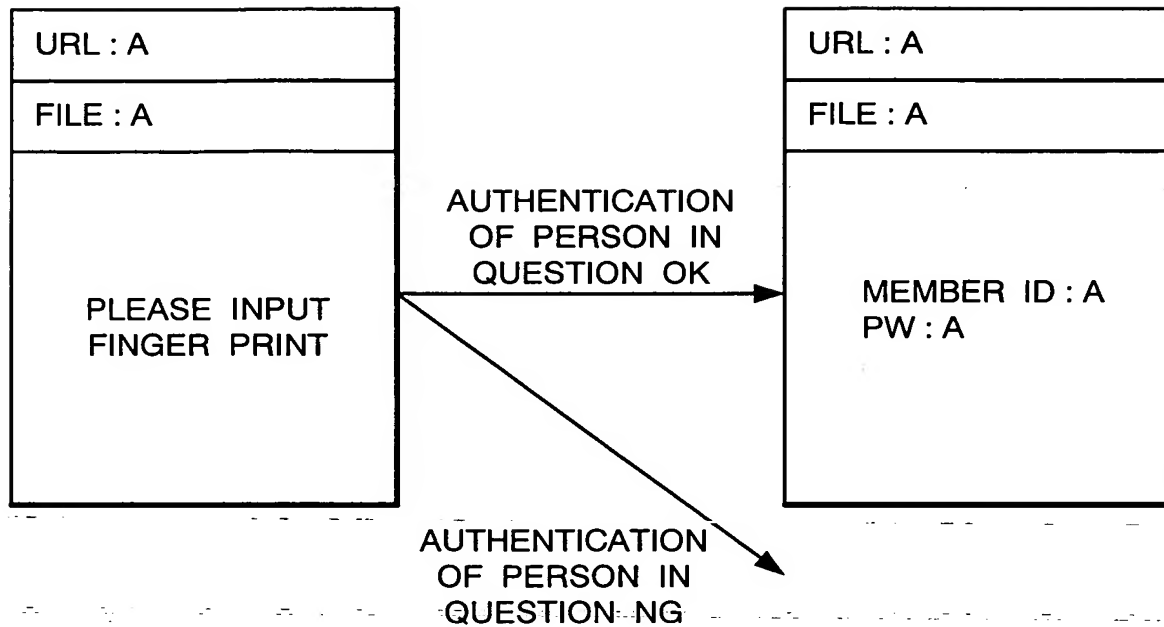 URL : A
FILE : A
PLEASE INPUT
FINGER PRINT
AUTHENTICATION
OF PERSON IN
QUESTION OK
AUTHENTICATION
OF PERSON IN
QUESTION NG
URL : A
FILE : A
MEMBER ID : A
PW : A